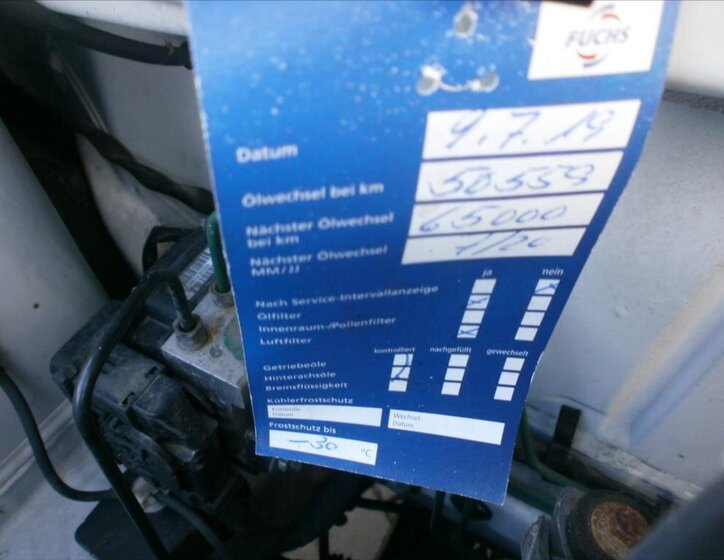 FUCHS
Datum 4.7.19
Ölwechsel bei km 50559
Nächster Ölwechsel bei km 65000
Nächster Ölwechsel MM/JJ 7/20
ja nein
Nach Service-Intervallanzeige
Ölfilter
Innenraum-/Pollenfilter
Luftfilter
kontrolliert nachgefüllt gewechselt
Getriebeöle
Hinterachsöle
Bremsflüssigkeit
Kühlerfrostschutz
Kontrolle Datum
Wechsel Datum
Frostschutz bis
-30 °C